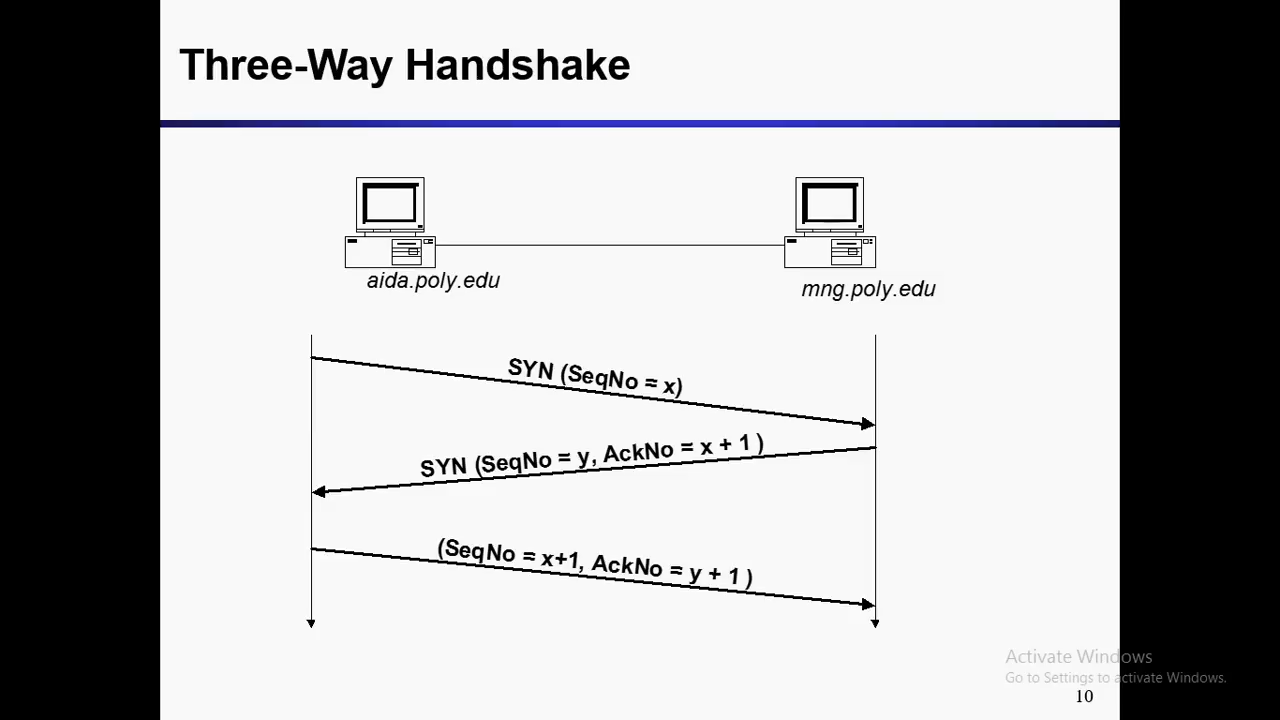 Three-Way Handshake
aida.poly.edu
mng.poly.edu
SYN (SeqNo = x)
SYN (SeqNo = y, AckNo = x + 1 )
(SeqNo = x+1, AckNo = y + 1 )
Activate Windows
Go to Settings to activate Windows.
10